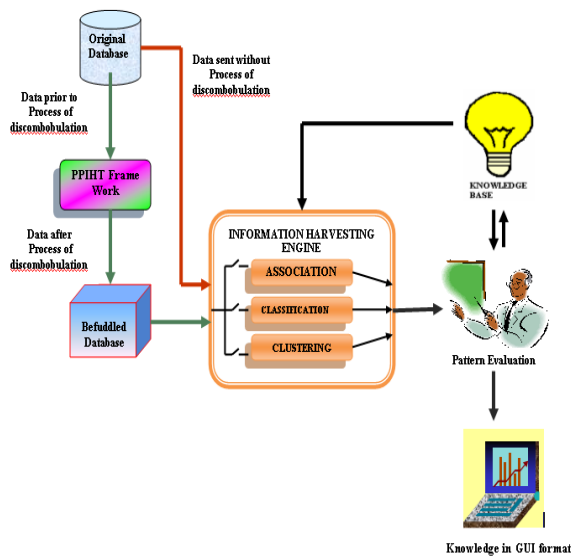 Original
Database
Data sent without
Process of
discombobulation
Data prior to
Process of
discombobulation
PPIHT Frame
Work
Data after
Process of
discombobulation
Befuddled
Database
INFORMATION HARVESTING
ENGINE
ASSOCIATION
CLASSIFICATION
CLUSTERING
KNOWLEDGE
BASE
Pattern Evaluation
Knowledge in GUI format